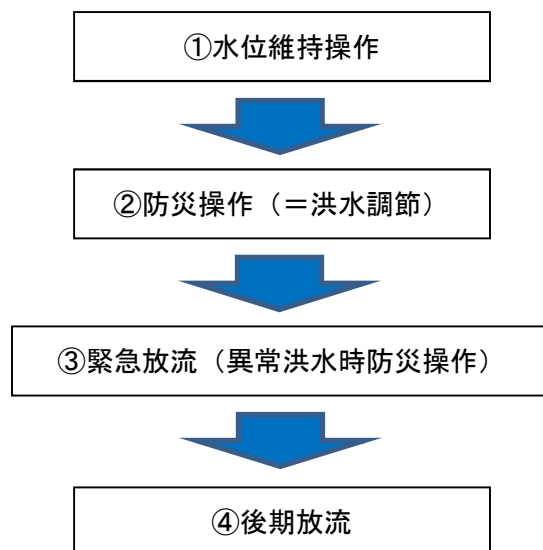 ①水位維持操作
②防災操作（＝洪水調節）
③緊急放流（異常洪水時防災操作）
④後期放流